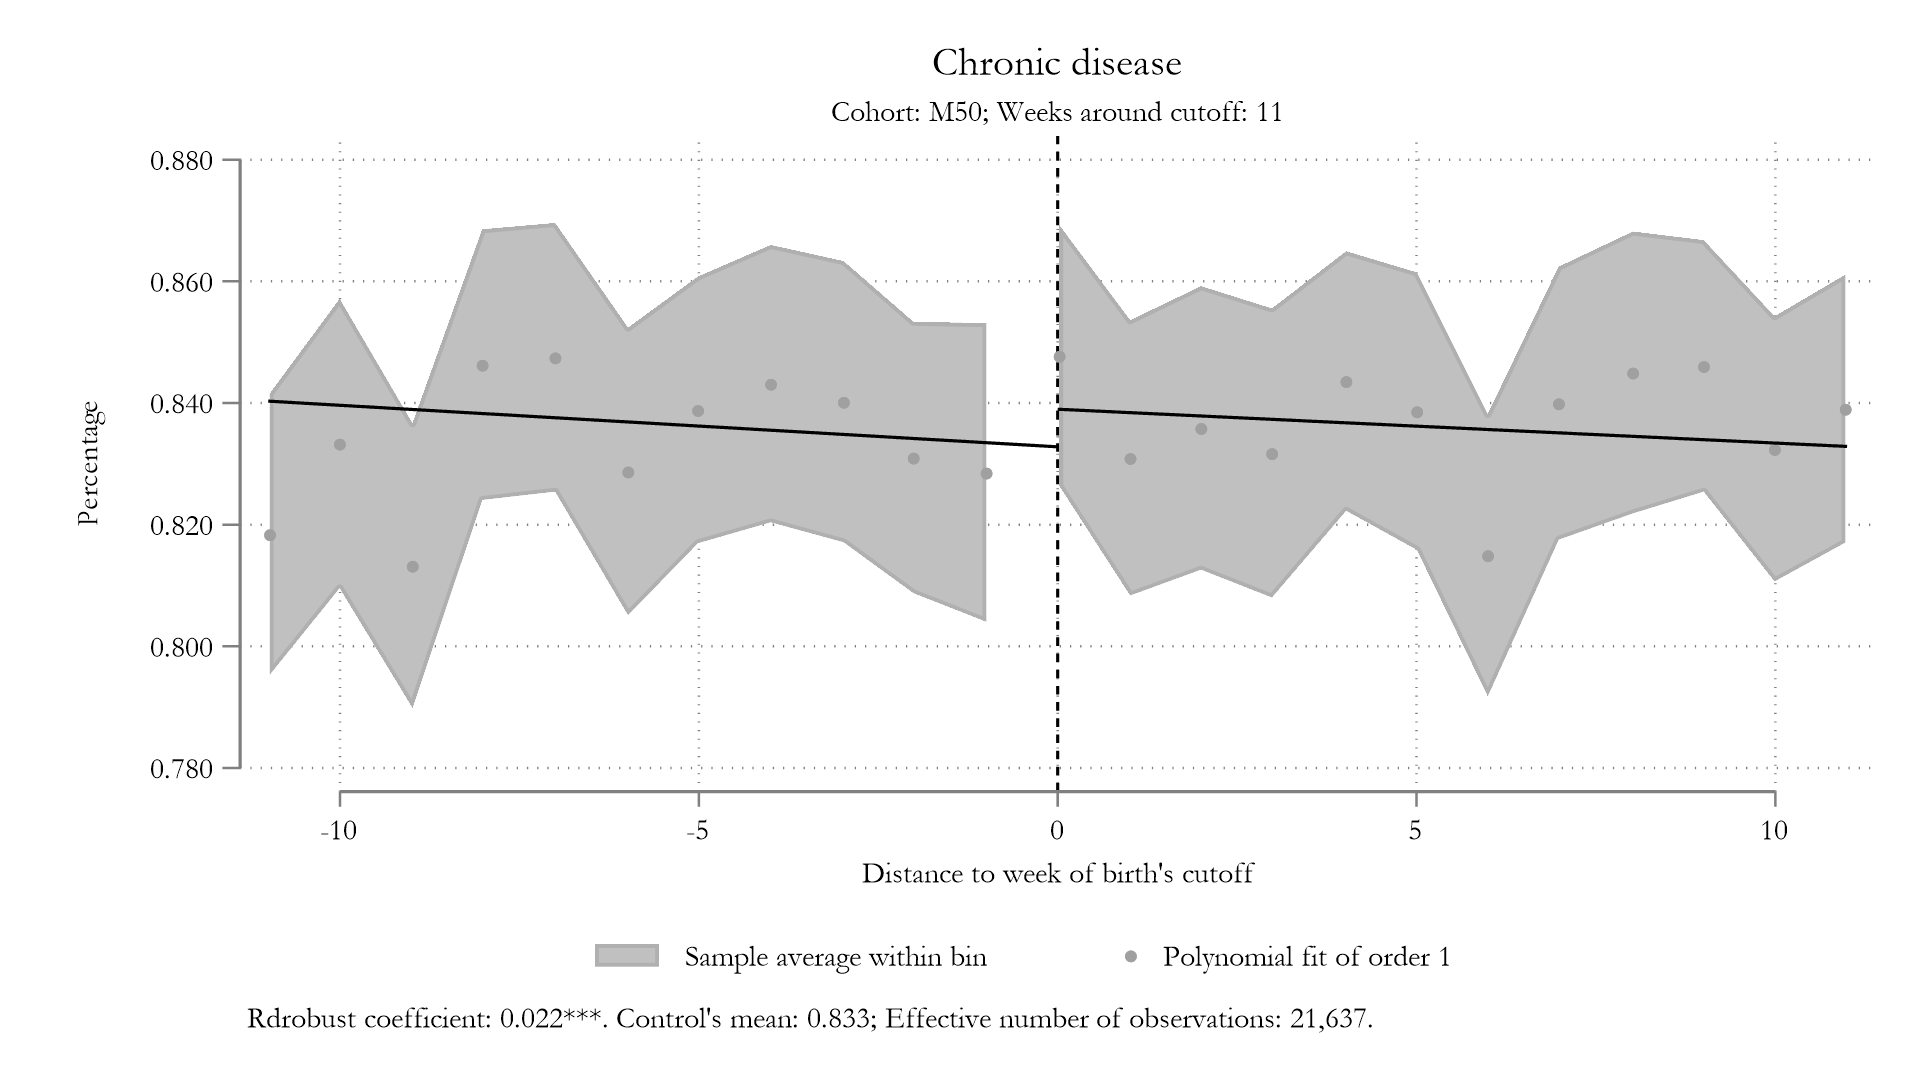 Chronic disease
Cohort: M50; Weeks around cutoff: 11
Percentage
0.880
0.860
0.840
0.820
0.800
0.780
-10 -5 0 5 10
Distance to week of birth's cutoff
Sample average within bin Polynomial fit of order 1
Rdrobust coefficient: 0.022***. Control's mean: 0.833; Effective number of observations: 21,637.